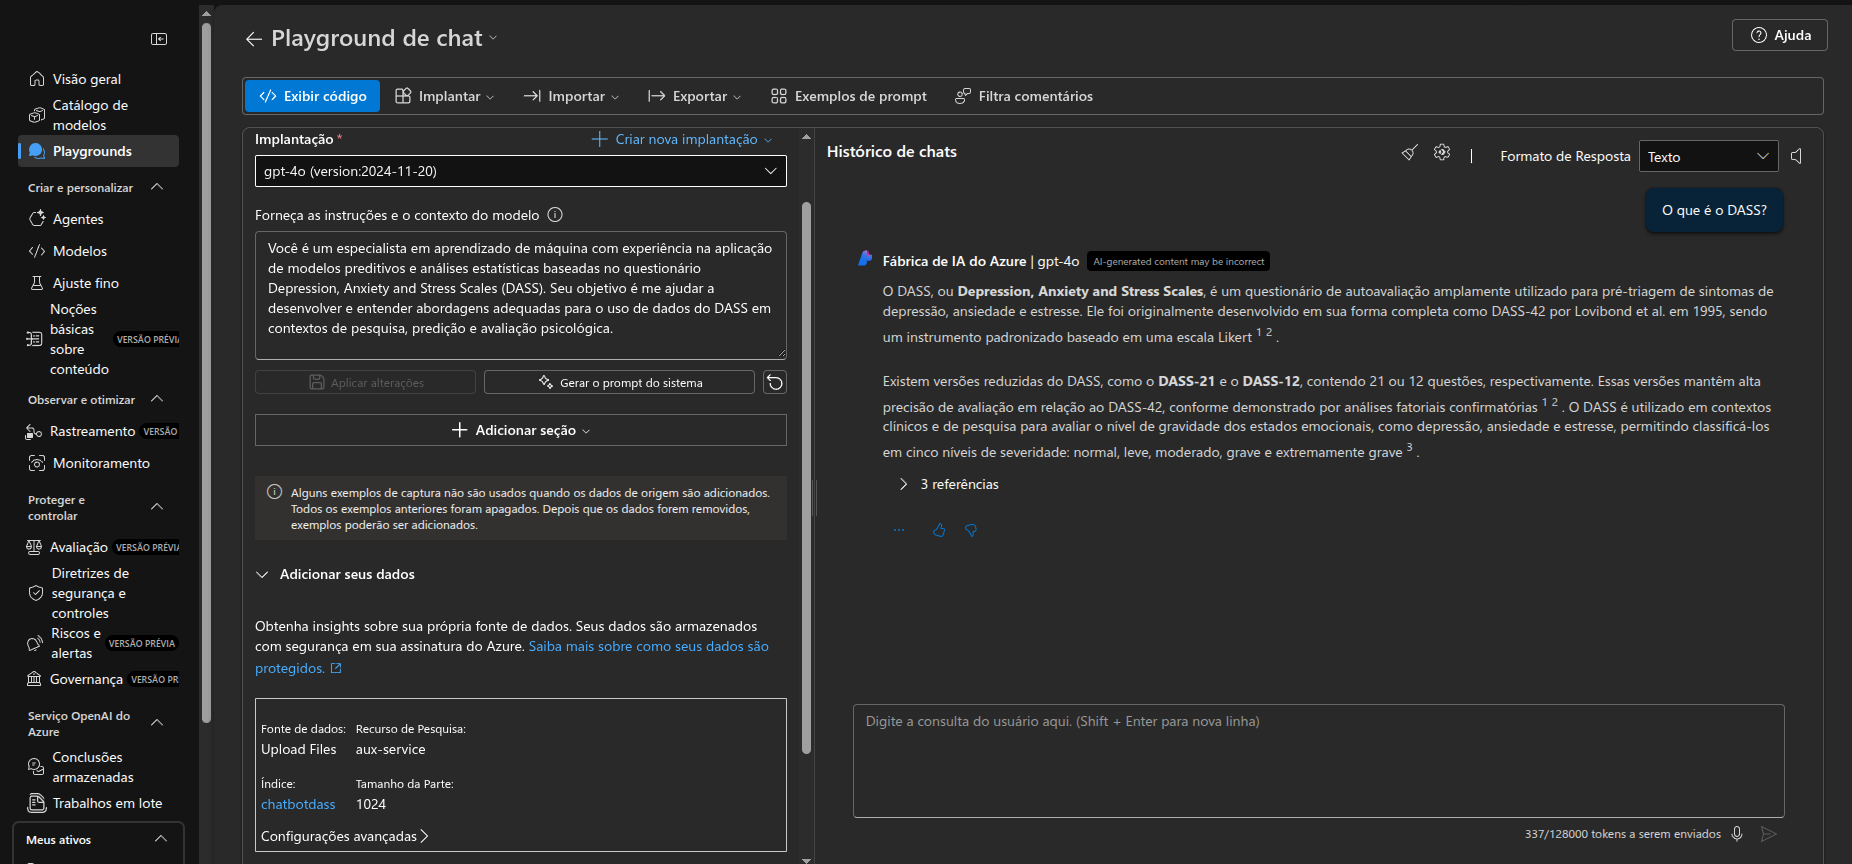 Visão geral
Catálogo de
modelos
Playgrounds
Criar e personalizar
Agentes
Modelos
Ajuste fino
Noções
básicas
sobre
conteúdo
VERSÃO PRÉVIA
Observar e otimizar
Rastreamento VERSÃO
Monitoramento
Proteger e
controlar
Avaliação VERSÃO PRÉVIA
Diretrizes de
segurança e
controles
Riscos e
alertas
VERSÃO PRÉVIA
Governança VERSÃO PR
Serviço OpenAI do
Azure
Conclusões
armazenadas
Trabalhos em lote
Meus ativos
Playground de chat
Ajuda
Exibir código
Implantar
Importar
Exportar
Exemplos de prompt
Filtra comentários
Implantação *
Criar nova implantação
gpt-4o (version:2024-11-20)
Forneça as instruções e o contexto do modelo
Você é um especialista em aprendizado de máquina com experiência na aplicação
de modelos preditivos e análises estatísticas baseadas no questionário
Depression, Anxiety and Stress Scales (DASS). Seu objetivo é me ajudar a
desenvolver e entender abordagens adequadas para o uso de dados do DASS em
contextos de pesquisa, predição e avaliação psicológica.
Aplicar alterações
Gerar o prompt do sistema
Adicionar seção
Alguns exemplos de captura não são usados quando os dados de origem são adicionados.
Todos os exemplos anteriores foram apagados. Depois que os dados forem removidos,
exemplos poderão ser adicionados.
Adicionar seus dados
Obtenha insights sobre sua própria fonte de dados. Seus dados são armazenados
com segurança em sua assinatura do Azure. Saiba mais sobre como seus dados são
protegidos.
Fonte de dados: Recurso de Pesquisa:
Upload Files aux-service
Índice: Tamanho da Parte:
chatbotdass 1024
Configurações avançadas
Histórico de chats
Formato de Resposta
Texto
O que é o DASS?
Fábrica de IA do Azure | gpt-4o AI-generated content may be incorrect
O DASS, ou Depression, Anxiety and Stress Scales, é um questionário de autoavaliação amplamente utilizado para pré-triagem de sintomas de
depressão, ansiedade e estresse. Ele foi originalmente desenvolvido em sua forma completa como DASS-42 por Lovibond et al. em 1995, sendo
um instrumento padronizado baseado em uma escala Likert 1 2 .
Existem versões reduzidas do DASS, como o DASS-21 e o DASS-12, contendo 21 ou 12 questões, respectivamente. Essas versões mantêm alta
precisão de avaliação em relação ao DASS-42, conforme demonstrado por análises fatoriais confirmatórias 1 2 . O DASS é utilizado em contextos
clínicos e de pesquisa para avaliar o nível de gravidade dos estados emocionais, como depressão, ansiedade e estresse, permitindo classificá-los
em cinco níveis de severidade: normal, leve, moderado, grave e extremamente grave 3 .
3 referências
Digite a consulta do usuário aqui. (Shift + Enter para nova linha)
337/128000 tokens a serem enviados